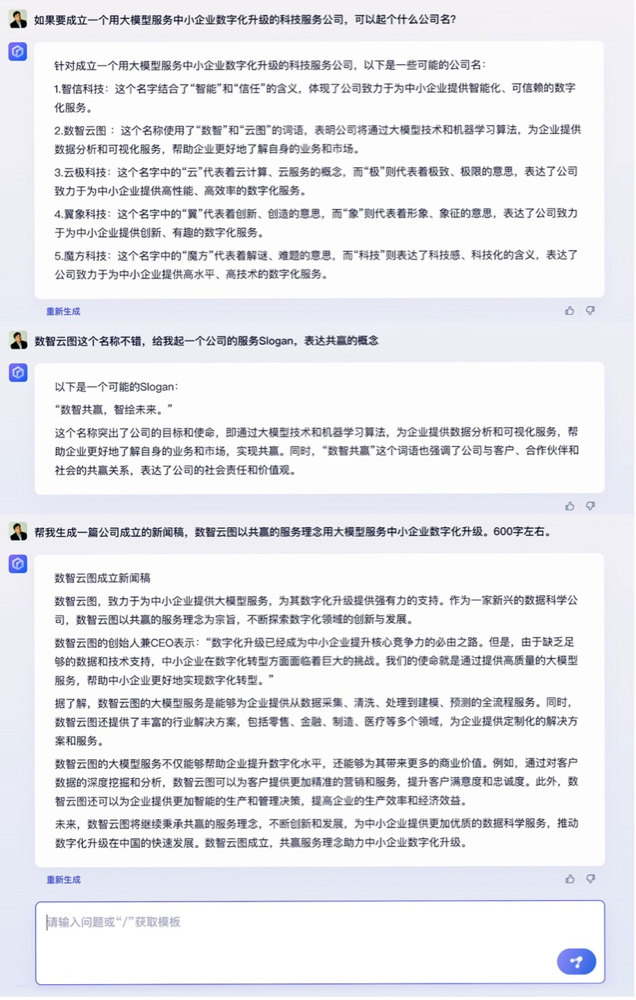 如果要成立一个用大模型服务中小企业数字化升级的科技服务公司，可以起个什么公司名？
针对成立一个用大模型服务中小企业数字化升级的科技服务公司，以下是一些可能的公司名：
1.智信科技：这个名字结合了“智能”和“信任”的含义，体现了公司致力于为中小企业提供智能化、可信赖的数字
化服务。
2.数智云图 ：这个名称使用了“数智”和“云图”的词语，表明公司将通过大模型技术和机器学习算法，为企业提供
数据分析和可视化服务，帮助企业更好地了解自身的业务和市场。
3.云极科技：这个名字中的“云”代表着云计算、云服务的概念，而“极”则代表着极致、极限的意思，表达了公司
致力于为中小企业提供高性能、高效率的数字化服务。
4.翼象科技：这个名字中的“翼”代表着创新、创造的意思，而“象”则代表着形象、象征的意思，表达了公司致力
于为中小企业提供创新、有趣的数字化服务。
5.魔方科技：这个名字中的“魔方”代表着解谜、难题的意思，而“科技”则表达了科技感、科技化的含义，表达了
公司致力于为中小企业提供高水平、高技术的数字化服务。
重新生成
数智云图这个名称不错，给我起一个公司的服务Slogan，表达共赢的概念
以下是一个可能的Slogan：
“数智共赢，智绘未来。”
这个名称突出了公司的目标和使命，即通过大模型技术和机器学习算法，为企业提供数据分析和可视化服务，帮
助企业更好地了解自身的业务和市场，实现共赢。同时，“数智共赢”这个词语也强调了公司与客户、合作伙伴和
社会的共赢关系，表达了公司的社会责任和价值观。
帮我生成一篇公司成立的新闻稿，数智云图以共赢的服务理念用大模型服务中小企业数字化升级。600字左右。
数智云图成立新闻稿
数智云图，致力于为中小企业提供大模型服务，为其数字化升级提供强有力的支持。作为一家新兴的数据科学公
司，数智云图以共赢的服务理念为宗旨，不断探索数字化领域的创新与发展。
数智云图的创始人兼CEO表示：“数字化升级已经成为中小企业提升核心竞争力的必由之路。但是，由于缺乏足
够的数据和技术支持，中小企业在数字化转型方面面临着巨大的挑战。我们的使命就是通过提供高质量的大模型
服务，帮助中小企业更好地实现数字化转型。”
据了解，数智云图的大模型服务是能够为企业提供从数据采集、清洗、处理到建模、预测的全流程服务。同时，
数智云图还提供了丰富的行业解决方案，包括零售、金融、制造、医疗等多个领域，为企业提供定制化的解决方
案和服务。
数智云图的大模型服务不仅能够帮助企业提升数字化水平，还能够为其带来更多的商业价值。例如，通过对客户
数据的深度挖掘和分析，数智云图可以为客户提供更加精准的营销和服务，提升客户满意度和忠诚度。此外，数
智云图还可以为企业提供更加智能的生产和管理决策，提高企业的生产效率和经济效益。
未来，数智云图将继续秉承共赢的服务理念，不断创新和发展，为中小企业提供更加优质的数据科学服务，推动
数字化升级在中国的快速发展。数智云图成立，共赢服务理念助力中小企业数字化升级。
重新生成
请输入问题或“/”获取模板